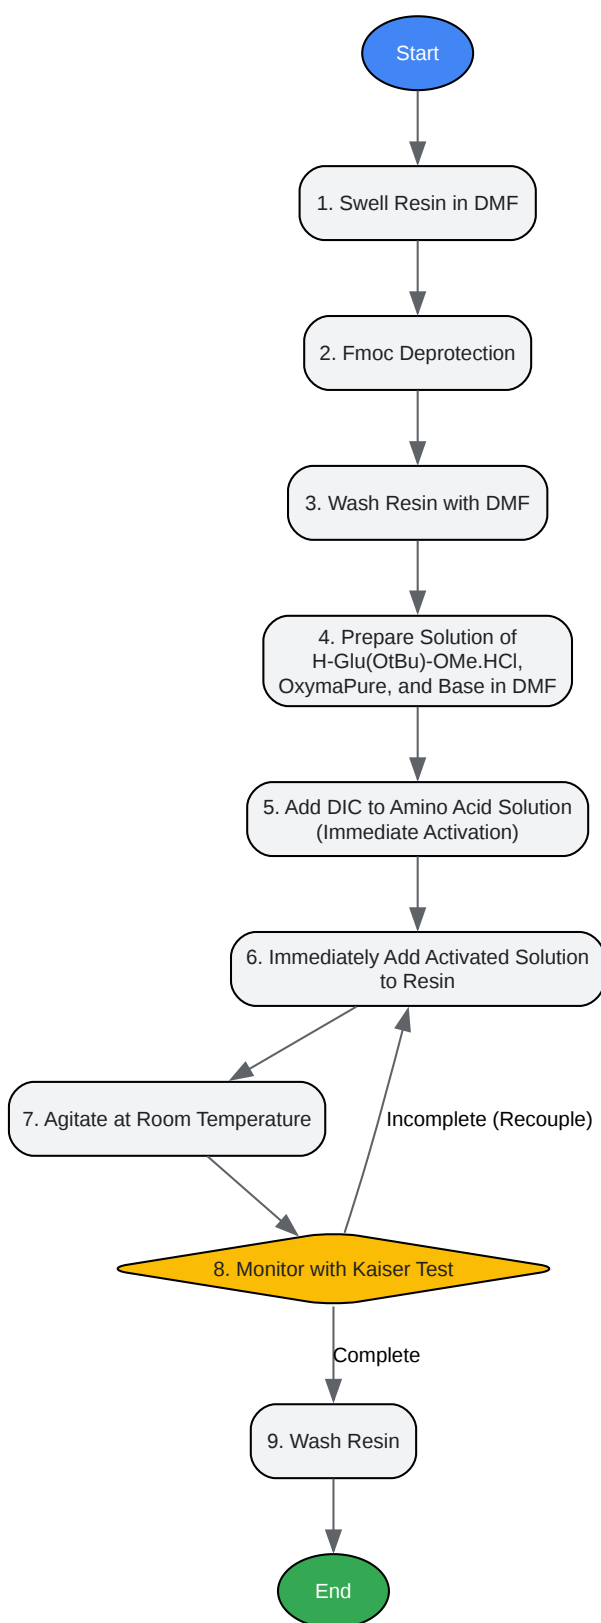 Start
1. Swell Resin in DMF
2. Fmoc Deprotection
3. Wash Resin with DMF
4. Prepare Solution of
H-Glu(OtBu)-OMe.HCl,
OxymaPure, and Base in DMF
5. Add DIC to Amino Acid Solution
(Immediate Activation)
6. Immediately Add Activated Solution
to Resin
7. Agitate at Room Temperature
Incomplete (Recouple)
8. Monitor with Kaiser Test
Complete
9. Wash Resin
End